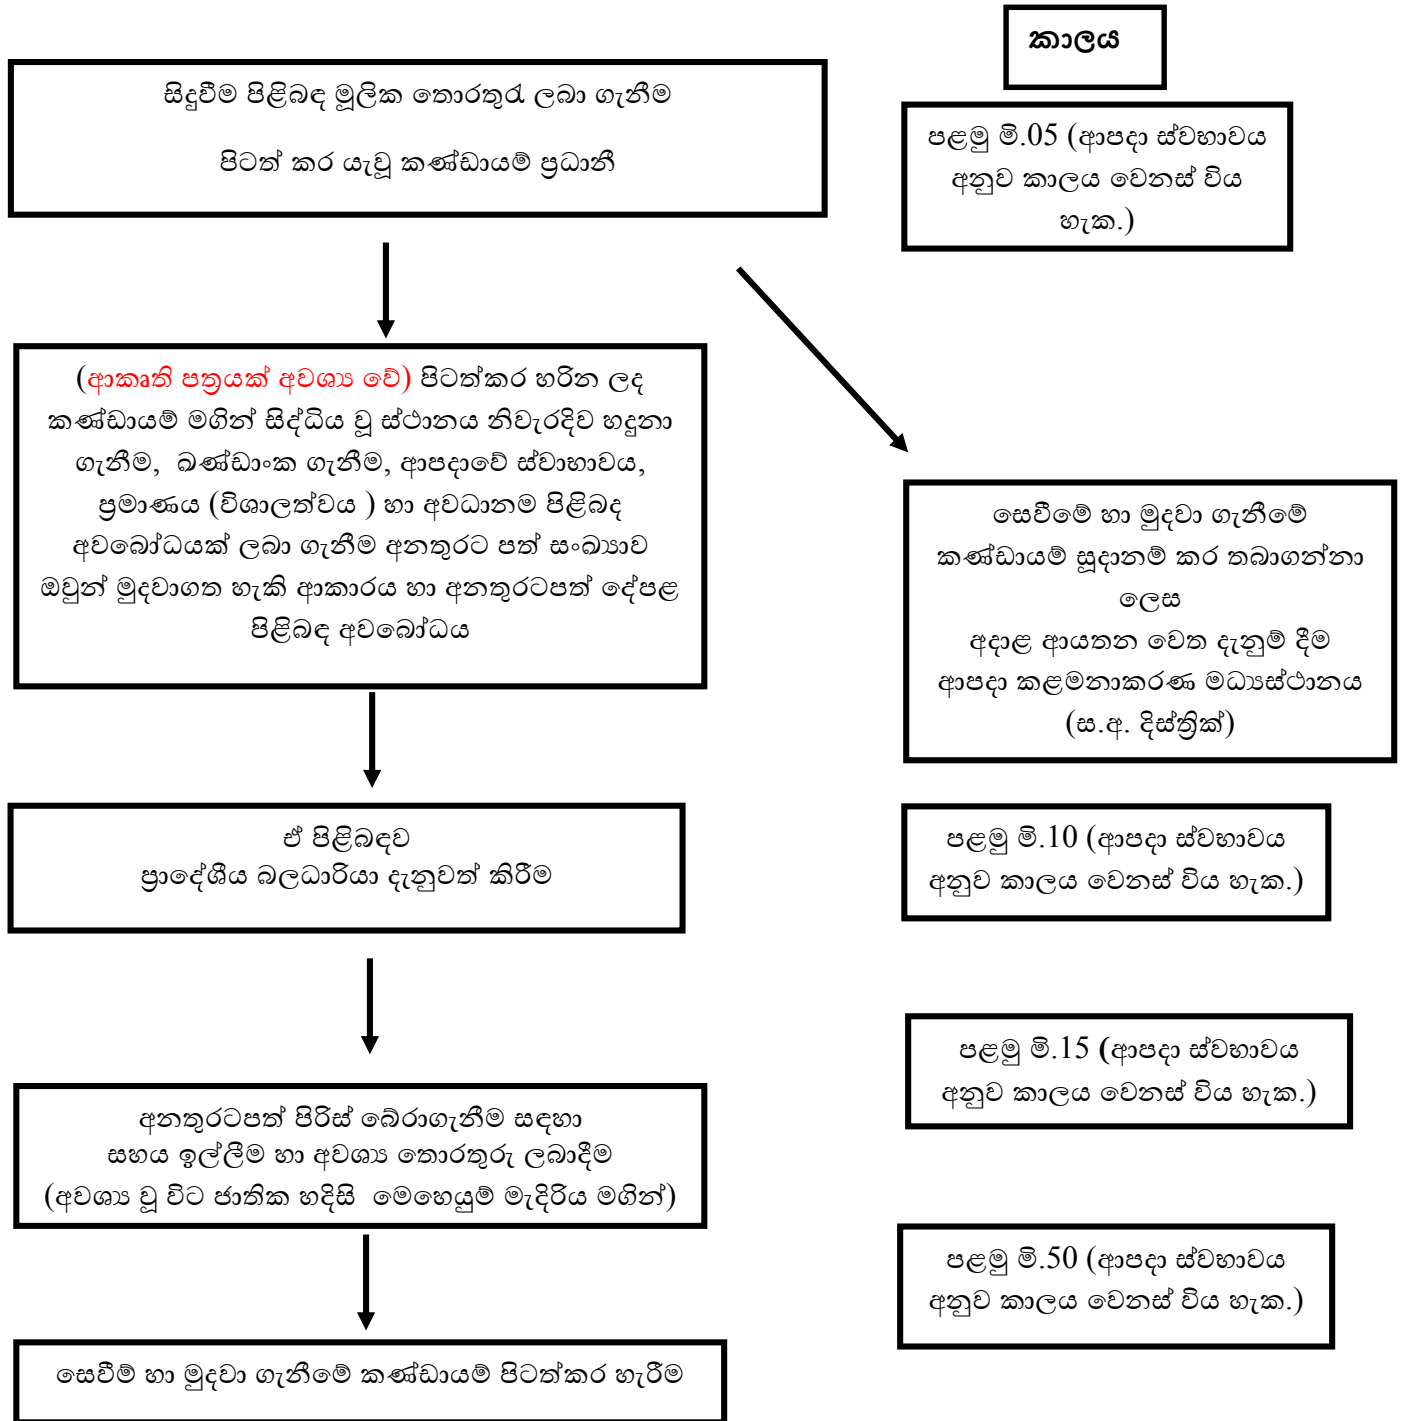 කාලය
සිදුවීම පිළිබඳ මූලික තොරතුරැ ලබා ගැනීම
පිටත් කර යැවූ කණ්ඩායම් ප්‍රධානී
පළමු මි.05 (ආපදා ස්වභාවය
අනුව කාලය වෙනස් විය
හැක.)
(ආකෘති පත්‍රයක් අවශ්‍ය වේ) පිටත්කර හරින ලද
කණ්ඩායම් මගින් සිද්ධිය වූ ස්ථානය නිවැරදිව හදුනා
ගැනීම, ඛණ්ඩාංක ගැනීම, ආපදාවේ ස්වාභාවය,
ප්‍රමාණය (විශාලත්වය ) හා අවධානම පිළිබද
අවබෝධයක් ලබා ගැනීම අනතුරට පත් සංඛ්‍යාව
ඔවුන් මුදවාගත හැකි ආකාරය හා අනතුරටපත් දේපළ
පිළිබඳ අවබෝධය
සෙවීමේ හා මුදවා ගැනීමේ
කණ්ඩායම් සූදානම් කර තබාගන්නා
ලෙස
අදාළ ආයතන වෙත දැනුම් දීම
ආපදා කළමනාකරණ මධ්‍යස්ථානය
(ස.අ. දිස්ත්‍රික්)
ඒ පිළිබඳව
ප්‍රාදේශීය බලධාරියා දැනුවත් කිරීම
පළමු මි.10 (ආපදා ස්වභාවය
අනුව කාලය වෙනස් විය හැක.)
පළමු මි.15 (ආපදා ස්වභාවය
අනුව කාලය වෙනස් විය හැක.)
අනතුරටපත් පිරිස් බේරාගැනීම සඳහා
සහය ඉල්ලීම හා අවශ්‍ය තොරතුරු ලබාදීම
(අවශ්‍ය වූ විට ජාතික හදිසි මෙහෙයුම් මැදිරිය මගින්)
පළමු මි.50 (ආපදා ස්වභාවය
අනුව කාලය වෙනස් විය හැක.)
සෙවීම් හා මුදවා ගැනීමේ කණ්ඩායම් පිටත්කර හැරීම